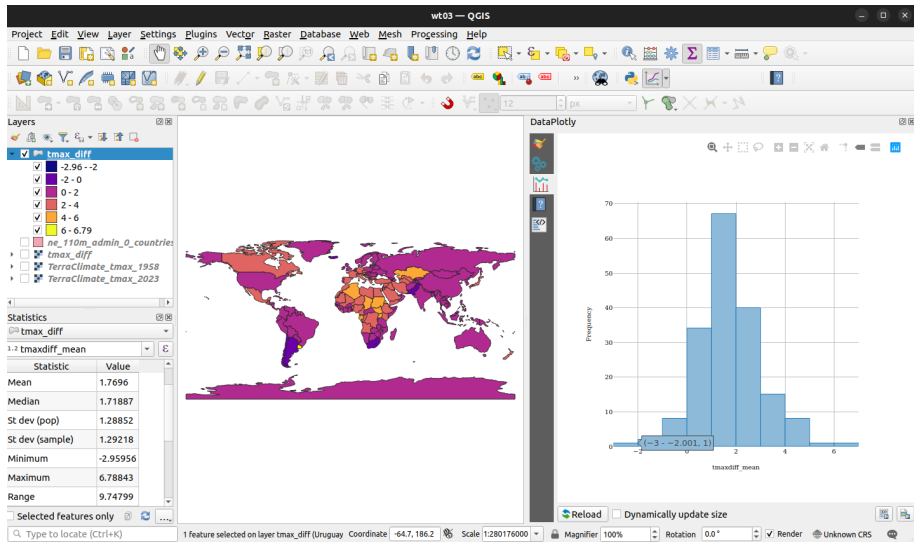 wt03 — QGIS
Project Edit View Layer Settings Plugins Vector Raster Database Web Mesh Processing Help
abc abc abc
»
12 px
Layers
tmax_diff
-2.96 - -2
-2 - 0
0 - 2
2 - 4
4 - 6
6 - 6.79
ne_110m_admin_0_countries
tmax_diff
TerraClimate_tmax_1958
TerraClimate_tmax_2023
Statistics
tmax_diff
1.2 tmaxdiff_mean ε
Statistic Value
Mean 1.7696
Median 1.71887
St dev (pop) 1.28852
St dev (sample) 1.29218
Minimum -2.95956
Maximum 6.78843
Range 9.74799
Selected features only ...
DataPlotly
70
60
50
40
30
20
10
0
Frequency
(−3 - −2.001, 1)
−2 0 2 4 6
tmaxdiff_mean
Reload Dynamically update size
Type to locate (Ctrl+K) 1 feature selected on layer tmax_diff (Uruguay Coordinate -64.7, 186.2 Scale 1:280176000 Magnifier 100% Rotation 0.0° Render Unknown CRS